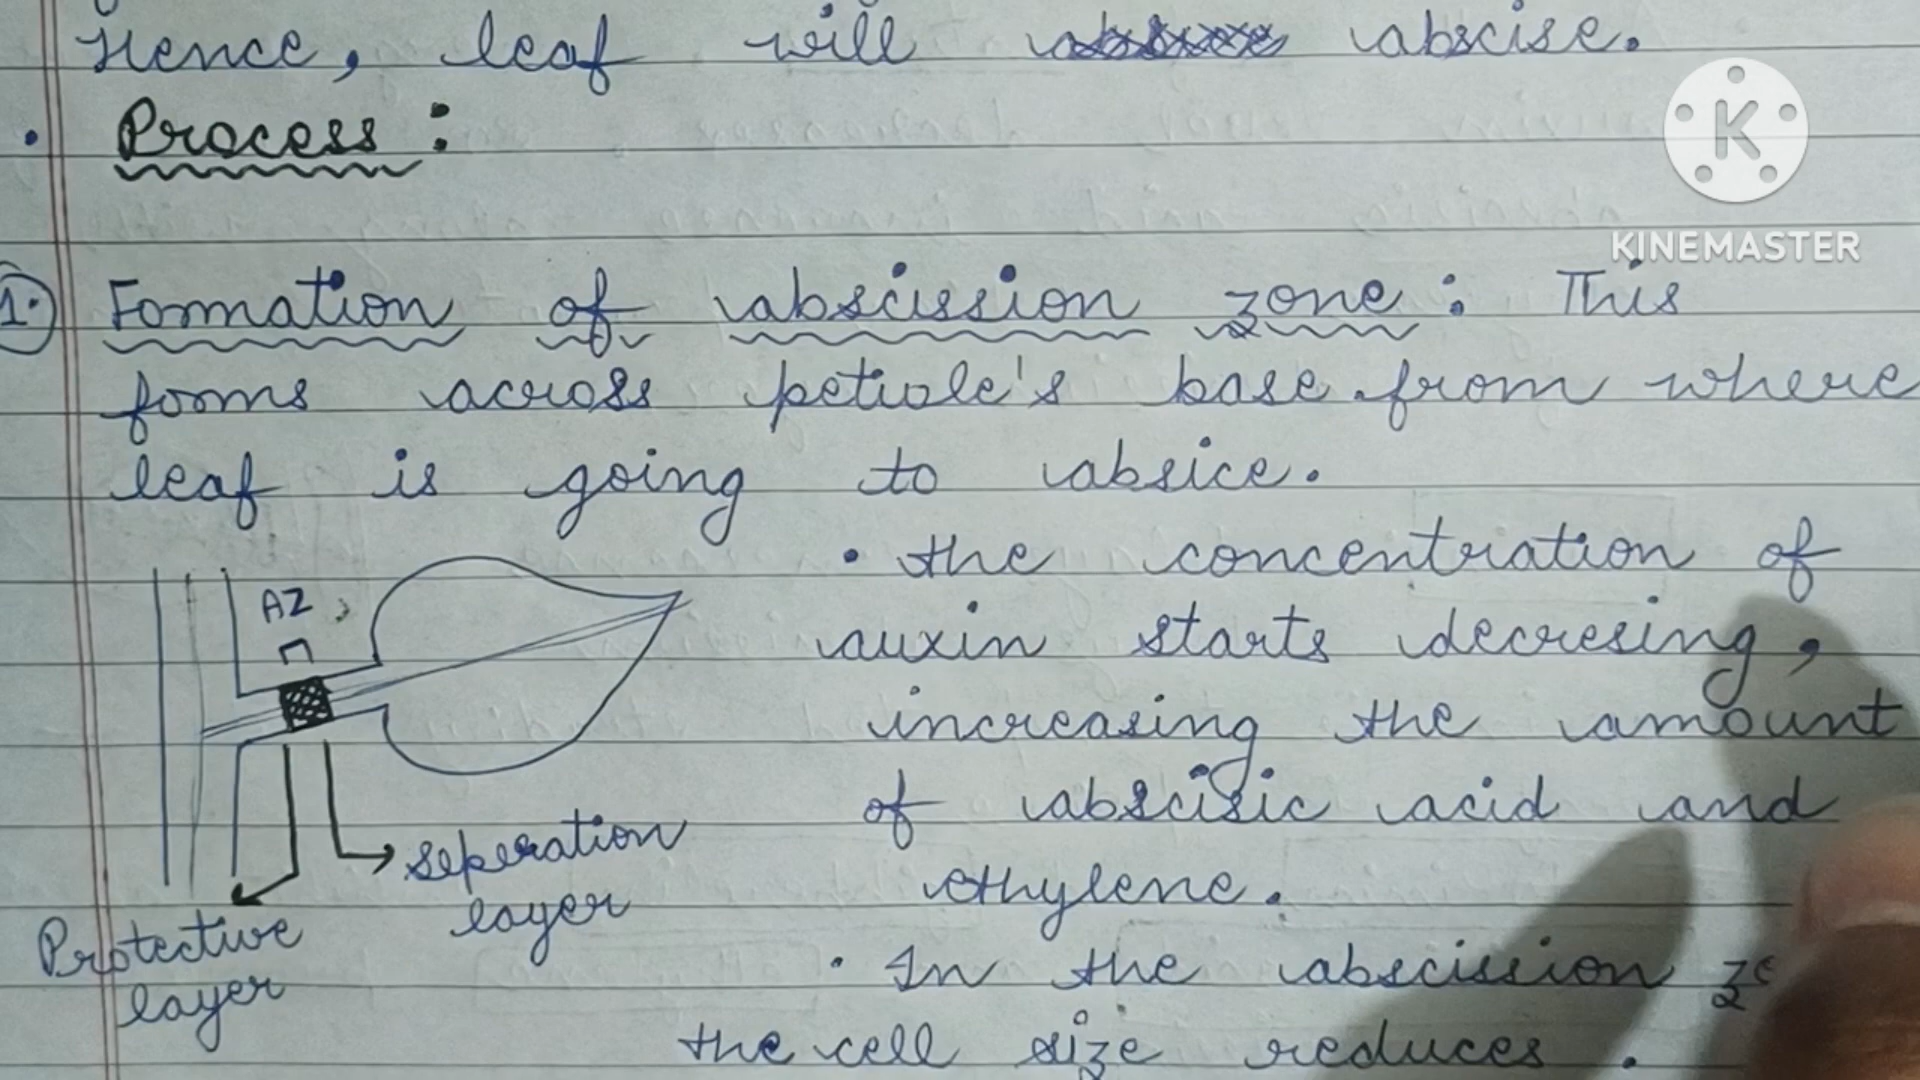 Hence, leaf will abscise.
• Process :
KINEMASTER
1. Formation of abscission zone : This
forms across petiole's base from where
leaf is going to absice.
• the concentration of
auxin starts decresing,
increasing the amount
of abscisic acid and
ethylene.
• In the abscission
the cell size reduces.
AZ
Seperation
layer
Protective
layer